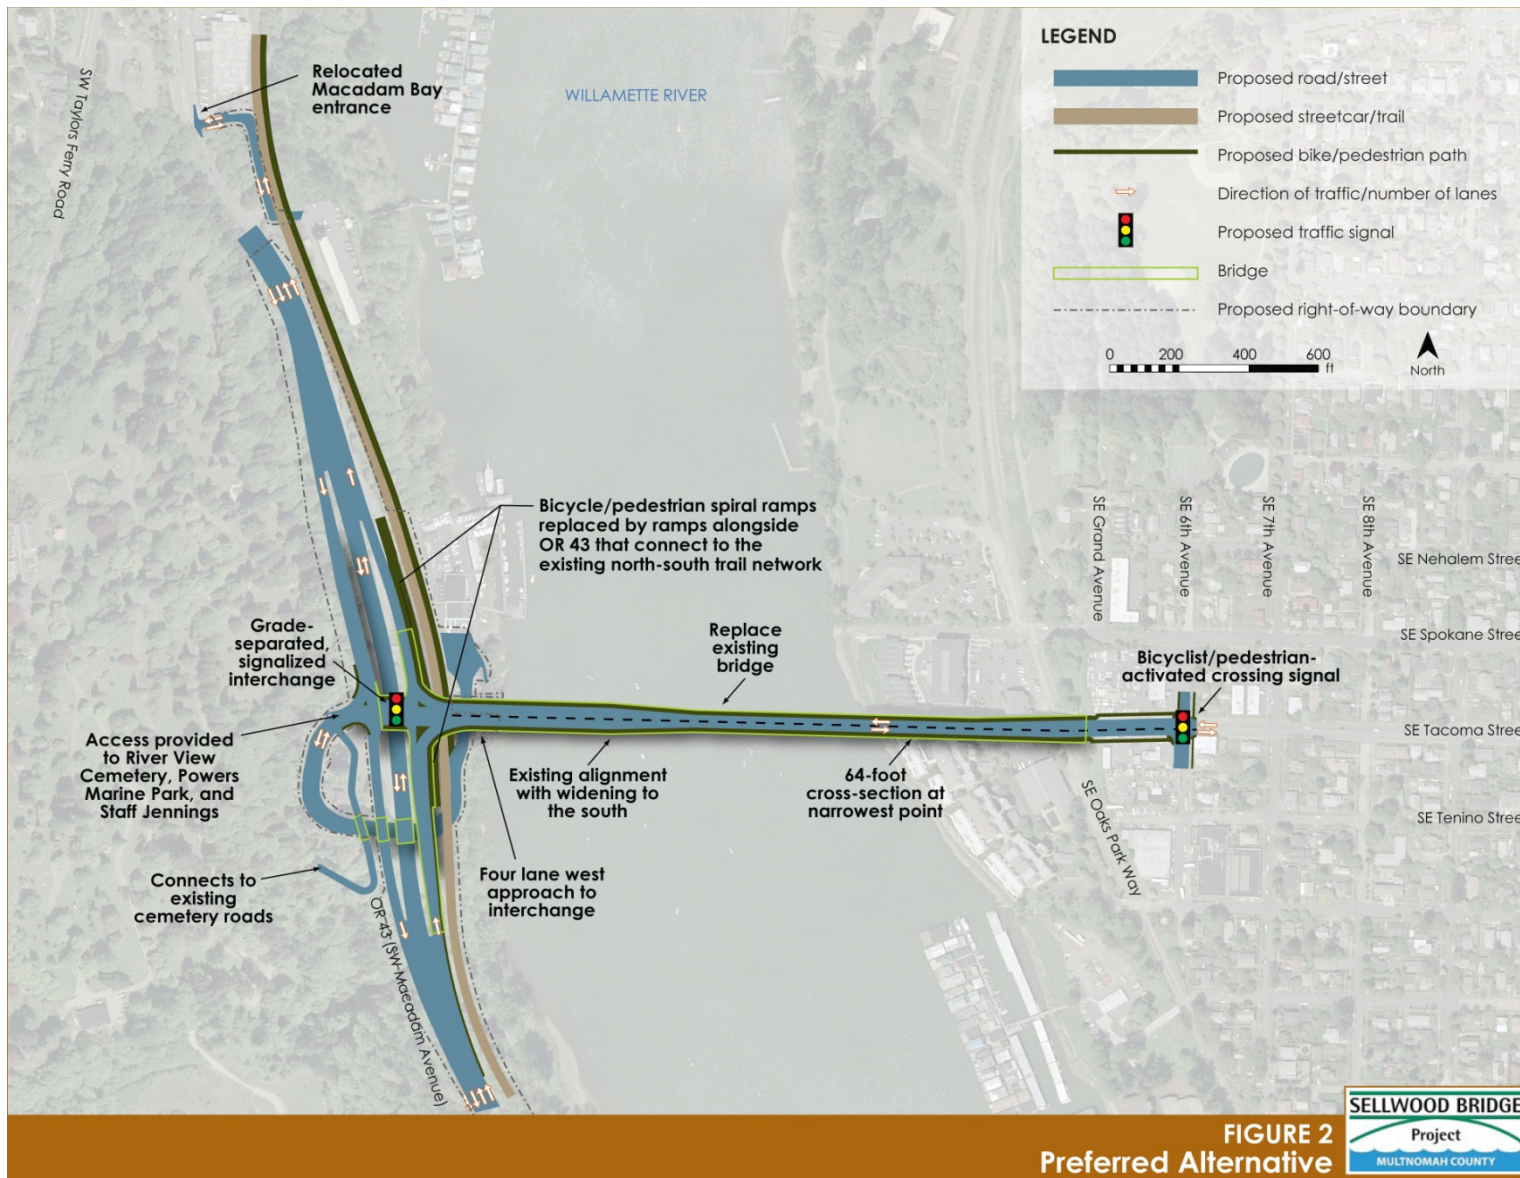 LEGEND
Proposed road/street
Proposed streetcar/trail
Proposed bike/pedestrian path
Direction of traffic/number of lanes
Proposed traffic signal
Bridge
Proposed right-of-way boundary
0 200 400 600
ft
North
Relocated
Macadam Bay
entrance
WILLAMETTE RIVER
SW Taylors Ferry Road
Bicycle/pedestrian spiral ramps
replaced by ramps alongside
OR 43 that connect to the
existing north-south trail network
SE Grand Avenue
SE 6th Avenue
SE 7th Avenue
SE 8th Avenue
SE Nehalem Stree
SE Spokane Stree
Grade-
separated,
signalized
interchange
Replace
existing
bridge
Bicyclist/pedestrian-
activated crossing signal
SE Tacoma Stree
Access provided
to River View
Cemetery, Powers
Marine Park, and
Staff Jennings
Existing alignment
with widening to
the south
64-foot
cross-section at
narrowest point
SE Oaks Park Way
SE Tenino Stree
Connects to
existing
cemetery roads
Four lane west
approach to
interchange
OR 43 (SW Macadam Avenue)
FIGURE 2
Preferred Alternative
SELLWOOD BRIDGE
Project
MULTNOMAH COUNTY